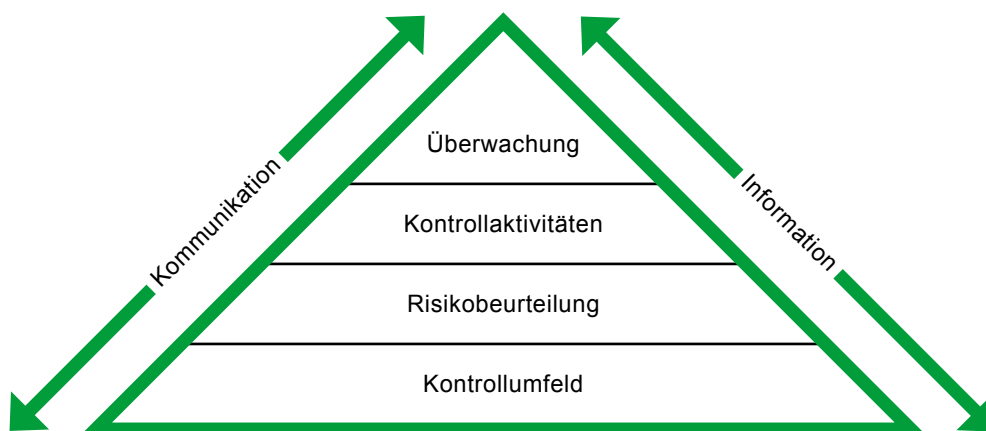 Überwachung
Kommunikation
Information
Kontrollaktivitäten
Risikobeurteilung
Kontrollumfeld